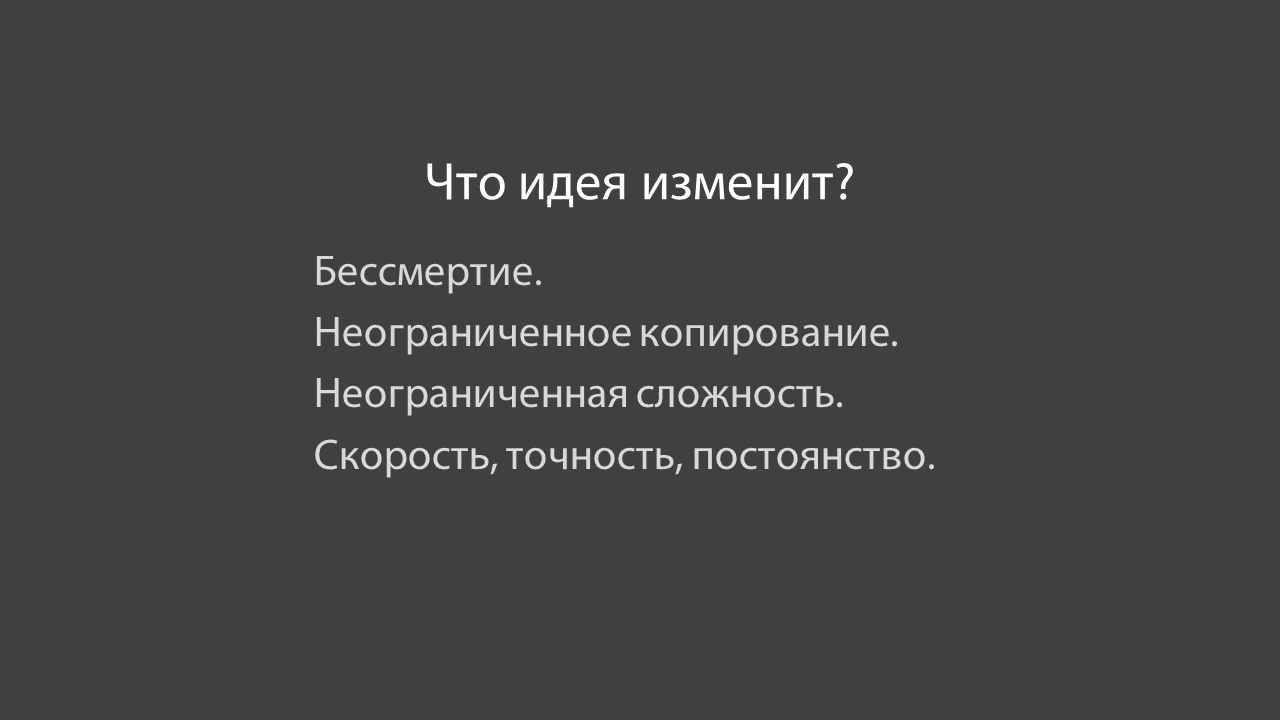 Что идея изменит?
Бессмертие.
Неограниченное копирование.
Неограниченная сложность.
Скорость, точность, постоянство.